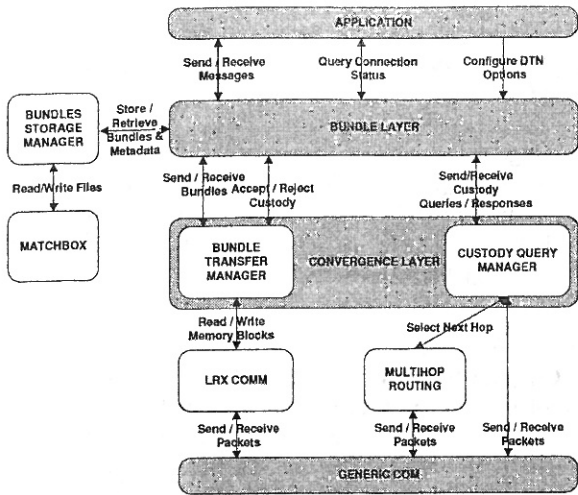 APPLICATION
Send / Receive
Messages
Query Connection
Status
Configure DTN
Options
BUNDLES
STORAGE
MANAGER
Store /
Retrieve
Bundles &
Metadata
BUNDLE LAYER
Read/Write Files
Send / Receive
Bundles
Accept / Reject
Custody
Send/Receive
Custody
Queries / Responses
MATCHBOX
BUNDLE
TRANSFER
MANAGER
CONVERGENCE LAYER
CUSTODY QUERY
MANAGER
Read / Write
Memory Blocks
Select Next Hop
LRX COMM
MULTIHOP
ROUTING
Send / Receive
Packets
Send / Receive
Packets
Send / Receive
Packets
GENERIC COM